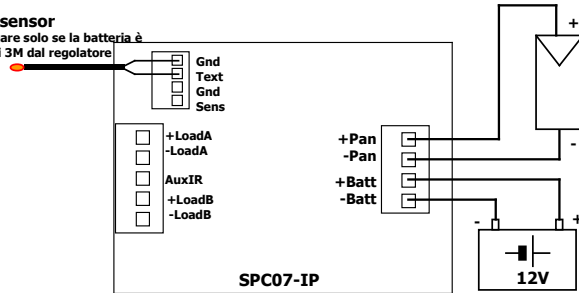 sensor
are solo se la batteria è
i 3M dal regolatore
Gnd
Text
Gnd
Sens
+LoadA
-LoadA
AuxIR
+LoadB
-LoadB
+Pan
-Pan
+Batt
-Batt
+
-
- +
12V
SPC07-IP